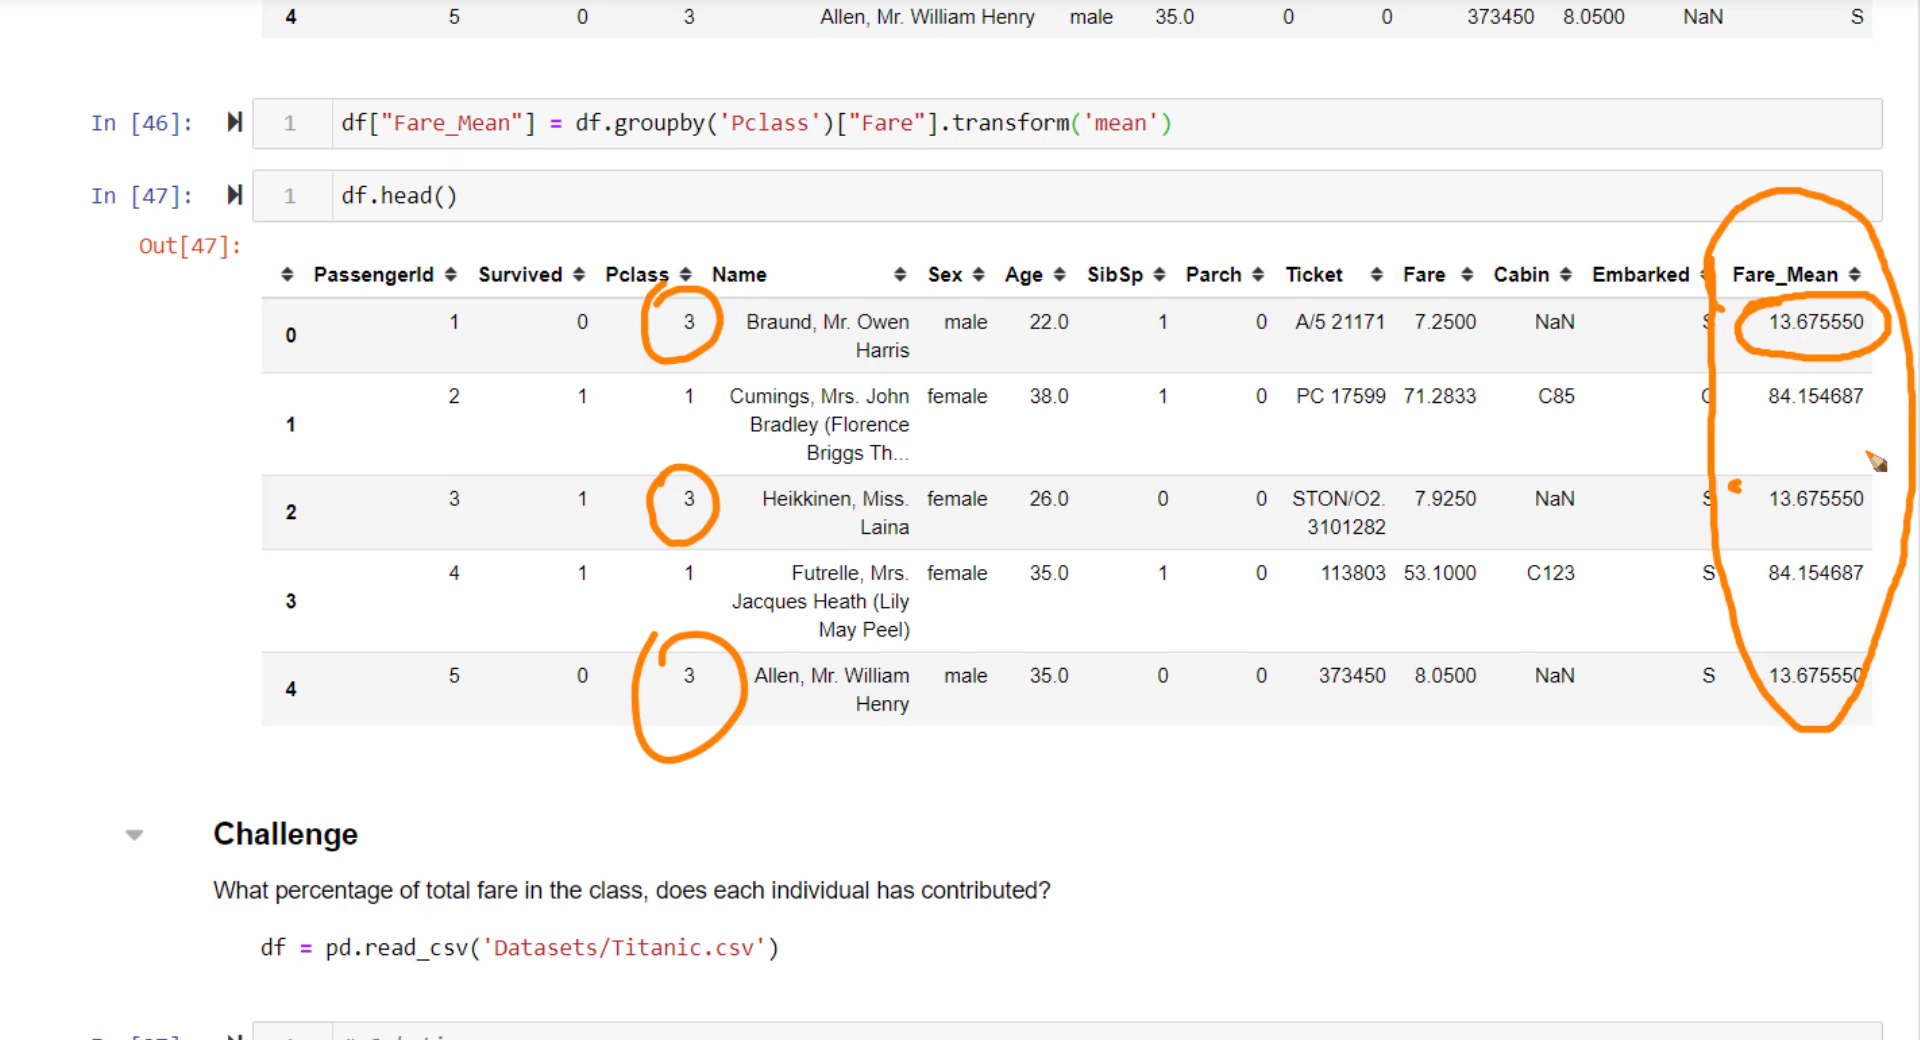 4 5 0 3 Allen, Mr. William Henry male 35.0 0 0 373450 8.0500 NaN S
In [46]: 1 df["Fare_Mean"] = df.groupby('Pclass')["Fare"].transform('mean')
In [47]: 1 df.head()
Out[47]:
PassengerId Survived Pclass Name Sex Age SibSp Parch Ticket Fare Cabin Embarked Fare_Mean
0 1 0 3 Braund, Mr. Owen Harris male 22.0 1 0 A/5 21171 7.2500 NaN S 13.675550
1 2 1 1 Cumings, Mrs. John Bradley (Florence Briggs Th... female 38.0 1 0 PC 17599 71.2833 C85 C 84.154687
2 3 1 3 Heikkinen, Miss. Laina female 26.0 0 0 STON/O2. 3101282 7.9250 NaN S 13.675550
3 4 1 1 Futrelle, Mrs. Jacques Heath (Lily May Peel) female 35.0 1 0 113803 53.1000 C123 S 84.154687
4 5 0 3 Allen, Mr. William Henry male 35.0 0 0 373450 8.0500 NaN S 13.675550
Challenge
What percentage of total fare in the class, does each individual has contributed?
df = pd.read_csv('Datasets/Titanic.csv')